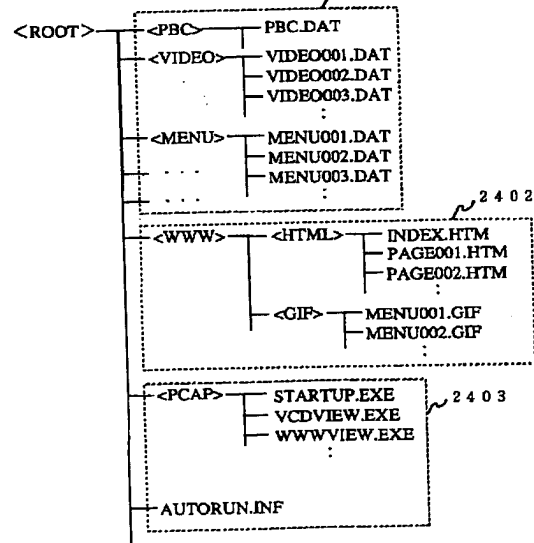 <ROOT> <PBC> PBC.DAT
<VIDEO> VIDEO001.DAT
VIDEO002.DAT
VIDEO003.DAT
:
<MENU> MENU001.DAT
. . . MENU002.DAT
. . . MENU003.DAT
:
2402
<WWW> <HTML> INDEX.HTM
PAGE001.HTM
PAGE002.HTM
:
<GIF> MENU001.GIF
MENU002.GIF
:
<PCAP> STARTUP.EXE 2403
VCDVIEW.EXE
WWWVIEW.EXE
:
AUTORUN.INF